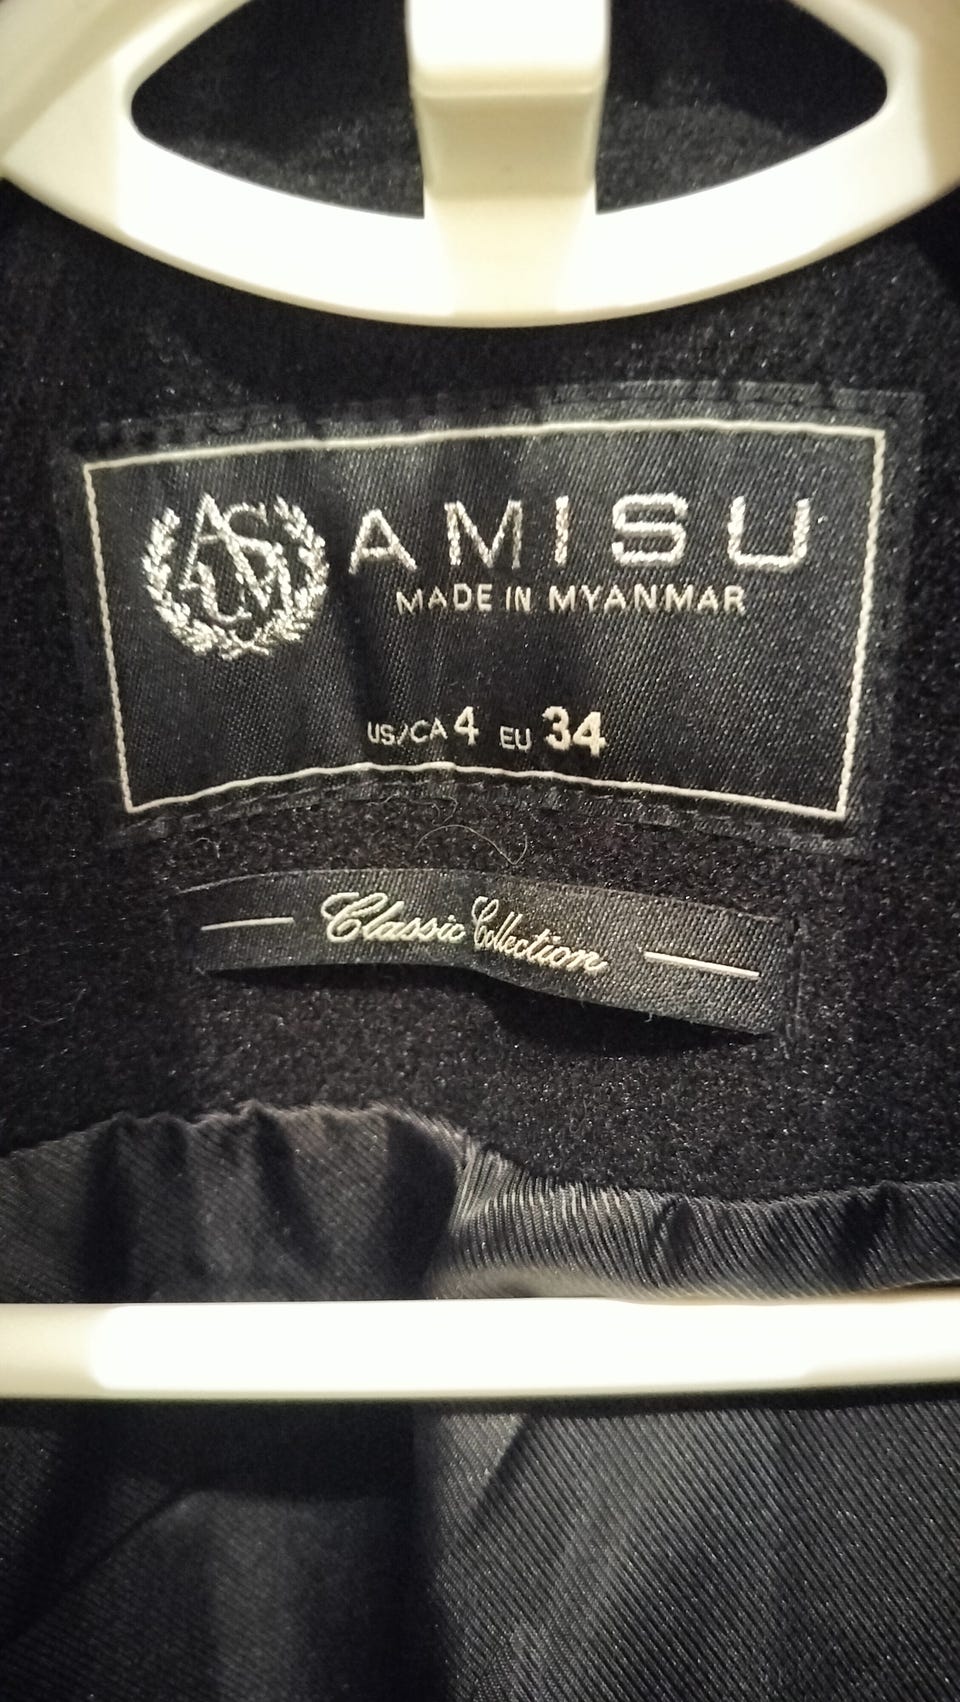 AMISU
MADE IN MYANMAR
US/CA 4 EU 34
Classic Collection